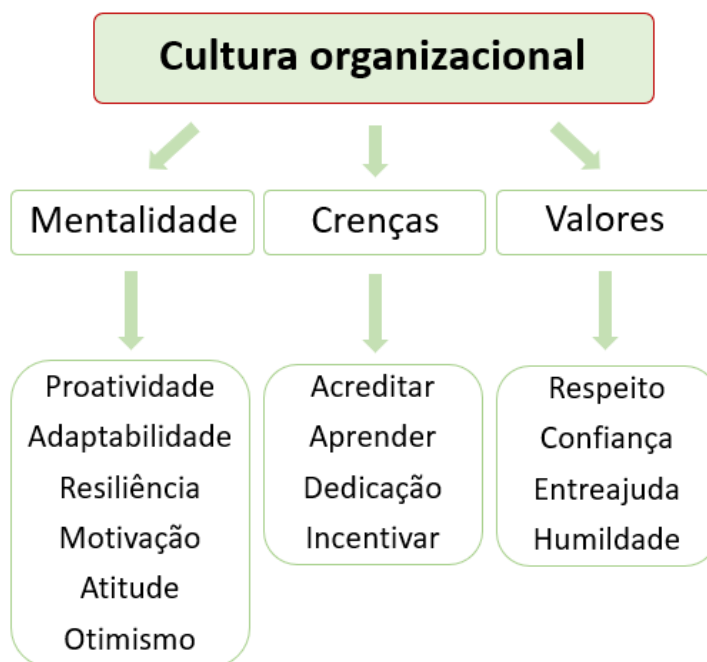 Cultura organizacional
Mentalidade
Crenças
Valores
Proatividade
Adaptabilidade
Resiliência
Motivação
Atitude
Otimismo
Acreditar
Aprender
Dedicação
Incentivar
Respeito
Confiança
Entreajuda
Humildade